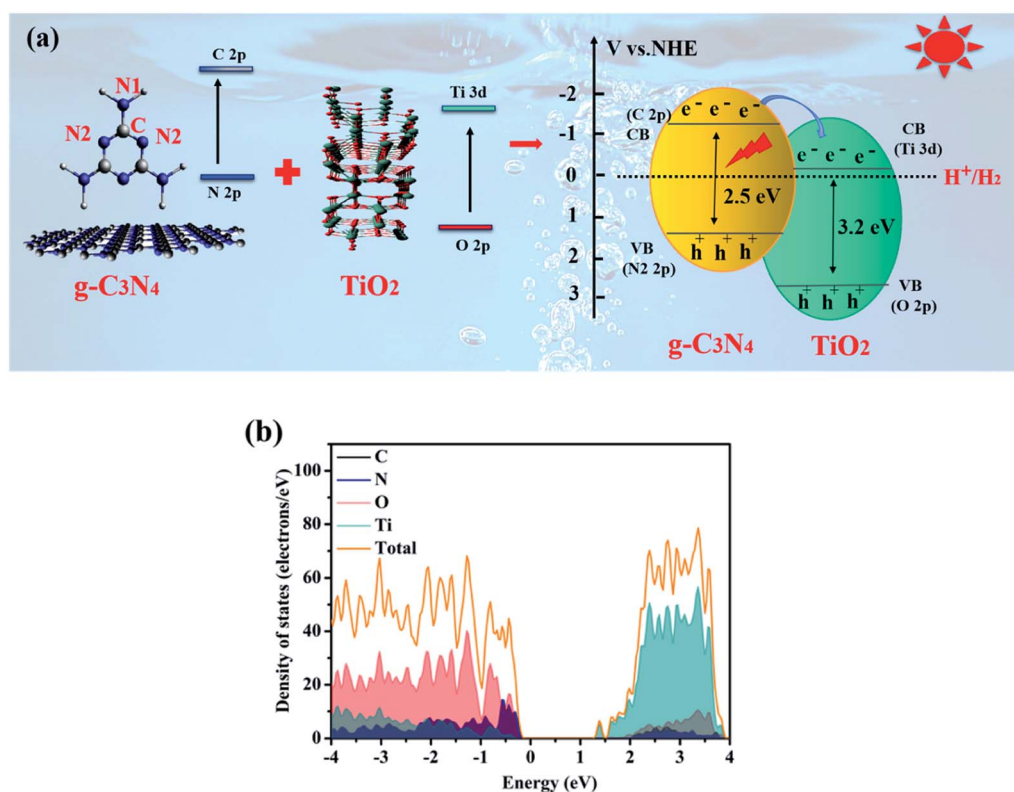 (a)
C 2p
N1
N2 C N2
N 2p
g-C3N4
Ti 3d
O 2p
TiO2
V vs.NHE
-2
-1
0
1
2
3
(C 2p)
CB
e- e- e-
2.5 eV
VB
(N2 2p)
h+ h+ h+
g-C3N4
CB
(Ti 3d)
e- e- e-
H+/H2
3.2 eV
VB
(O 2p)
h+ h+ h+
TiO2
(b)
Density of states (electrons/eV)
100
80
60
40
20
0
C
N
O
Ti
Total
-4 -3 -2 -1 0 1 2 3 4
Energy (eV)